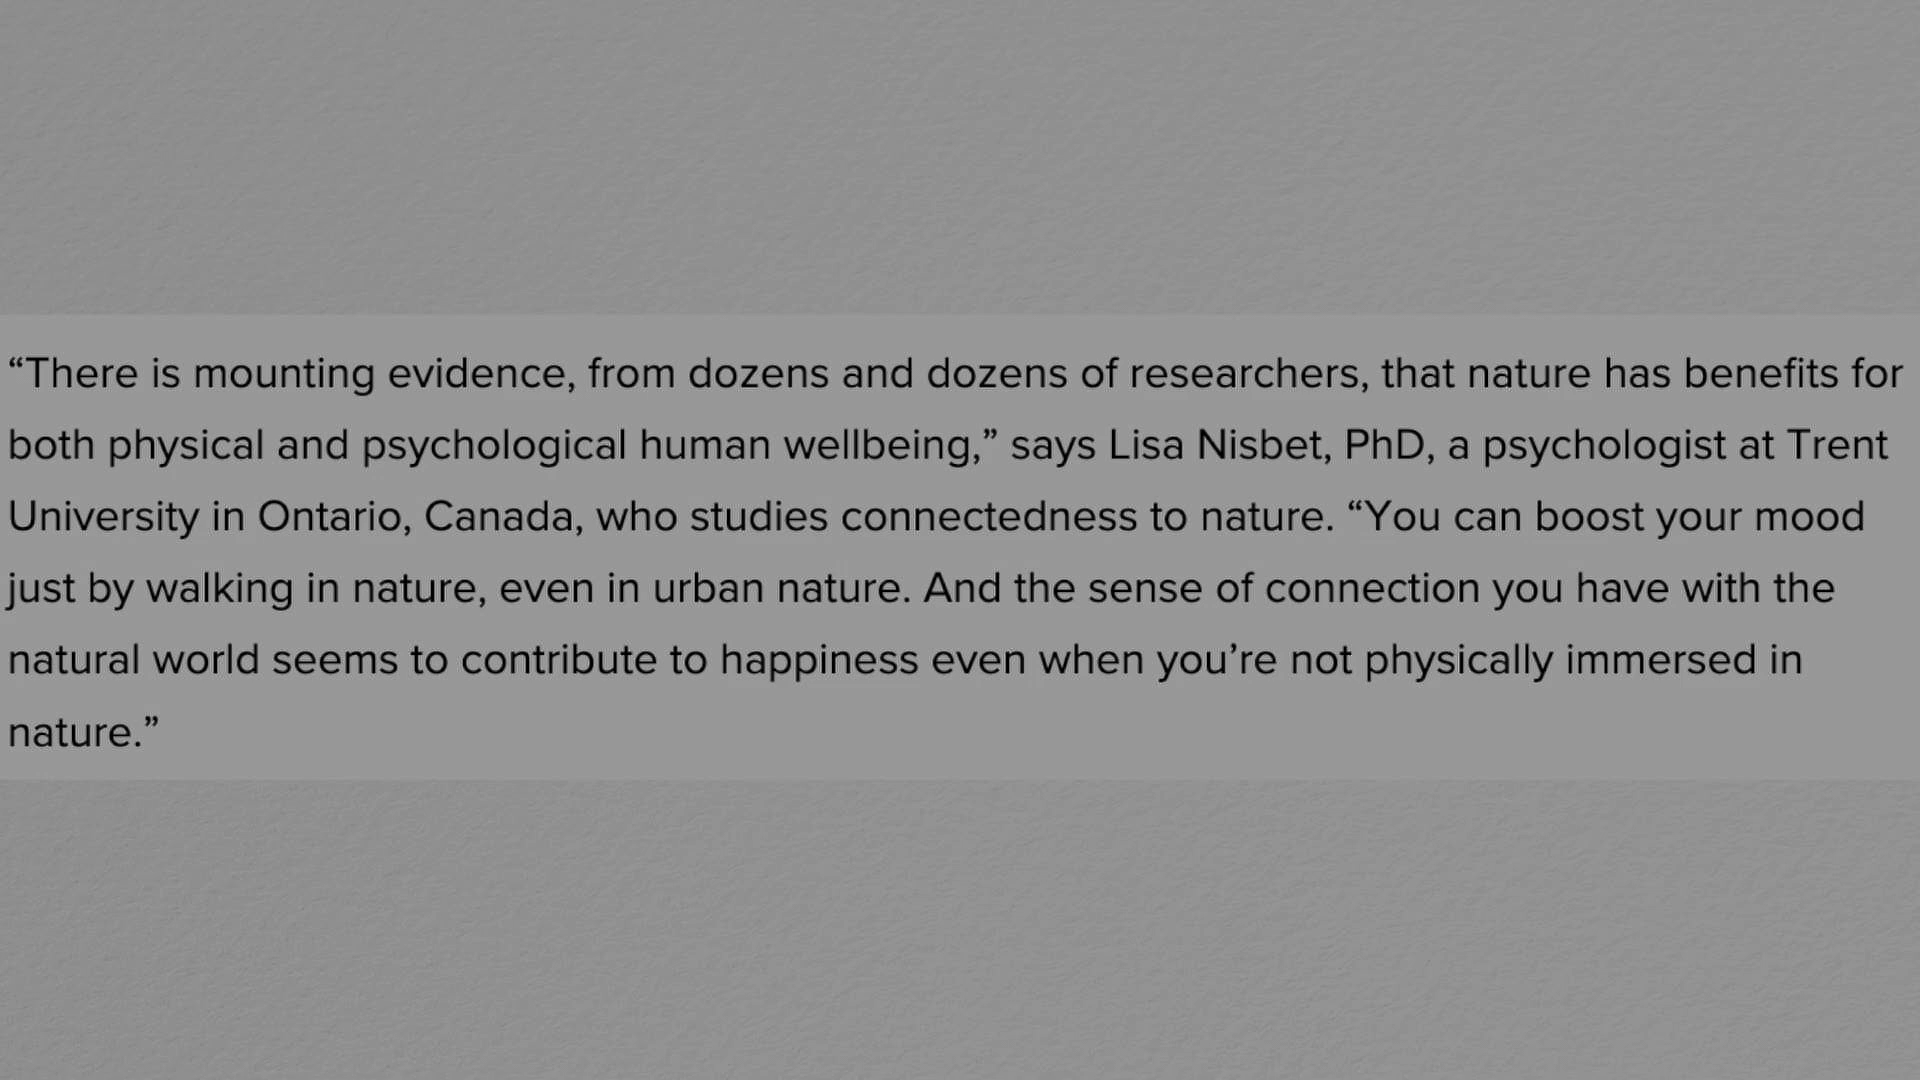 “There is mounting evidence, from dozens and dozens of researchers, that nature has benefits for
both physical and psychological human wellbeing,” says Lisa Nisbet, PhD, a psychologist at Trent
University in Ontario, Canada, who studies connectedness to nature. “You can boost your mood
just by walking in nature, even in urban nature. And the sense of connection you have with the
natural world seems to contribute to happiness even when you’re not physically immersed in
nature.”